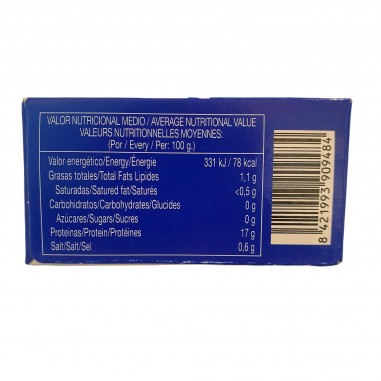 VALOR NUTRICIONAL MEDIO / AVERAGE NUTRITIONAL VALUE
VALEURS NUTRITIONNELLES MOYENNES:
(Por / Every / Per: 100 g.)
Valor energético/Energy/Énergie 331 kJ / 78 kcal
Grasas totales/Total Fats Lipides 1,1 g
Saturadas/Satured fat/Saturés <0,5 g
Carbohidratos/Carbohydrates/Glucides 0 g
Azúcares/Sugars/Sucres 0 g
Proteinas/Protein/Protéines 17 g
Salt/Salt/Sel 0,6 g
8 421993 909484